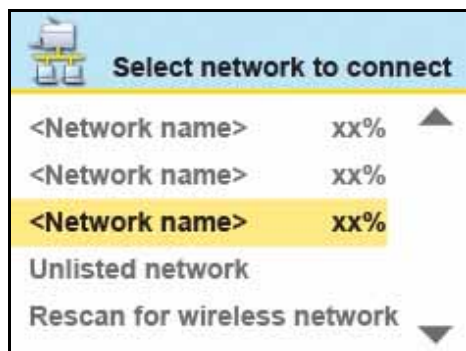 Select network to connect
<Network name> xx%
<Network name> xx%
<Network name> xx%
Unlisted network
Rescan for wireless network